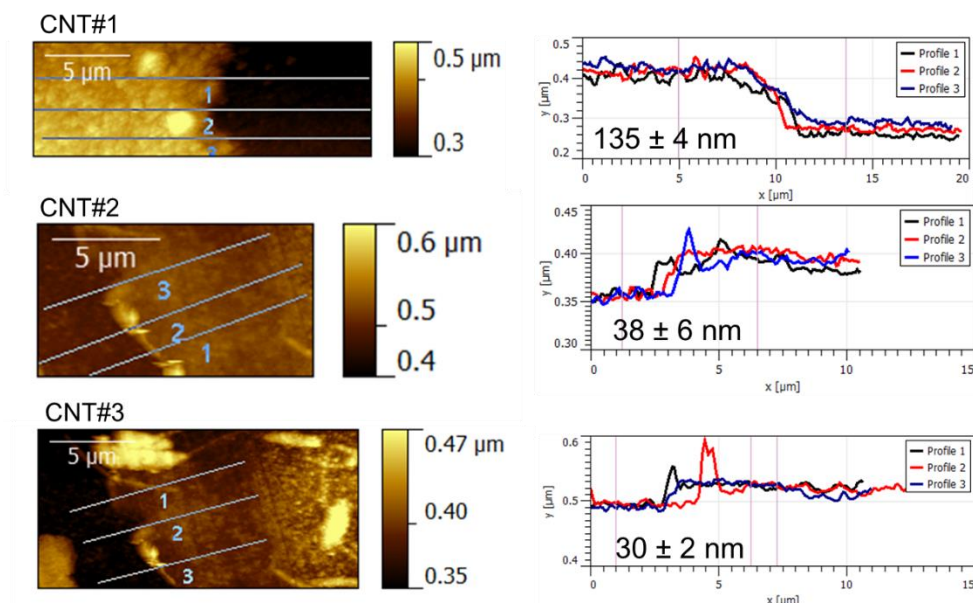 CNT#1
5 μm
1
2
0.5 μm
0.3
0.5
0.4
0.3
0.2
y [μm]
Profile 1
Profile 2
Profile 3
135 ± 4 nm
0 5 10 15 20
x [μm]
CNT#2
5 μm
3
2
1
0.6 μm
0.5
0.4
0.45
0.40
0.35
0.30
y [μm]
Profile 1
Profile 2
Profile 3
38 ± 6 nm
0 5 10 15
x [μm]
CNT#3
5 μm
1
2
3
0.47 μm
0.40
0.35
0.6
0.5
0.4
y [μm]
Profile 1
Profile 2
Profile 3
30 ± 2 nm
0 5 10 15
x [μm]